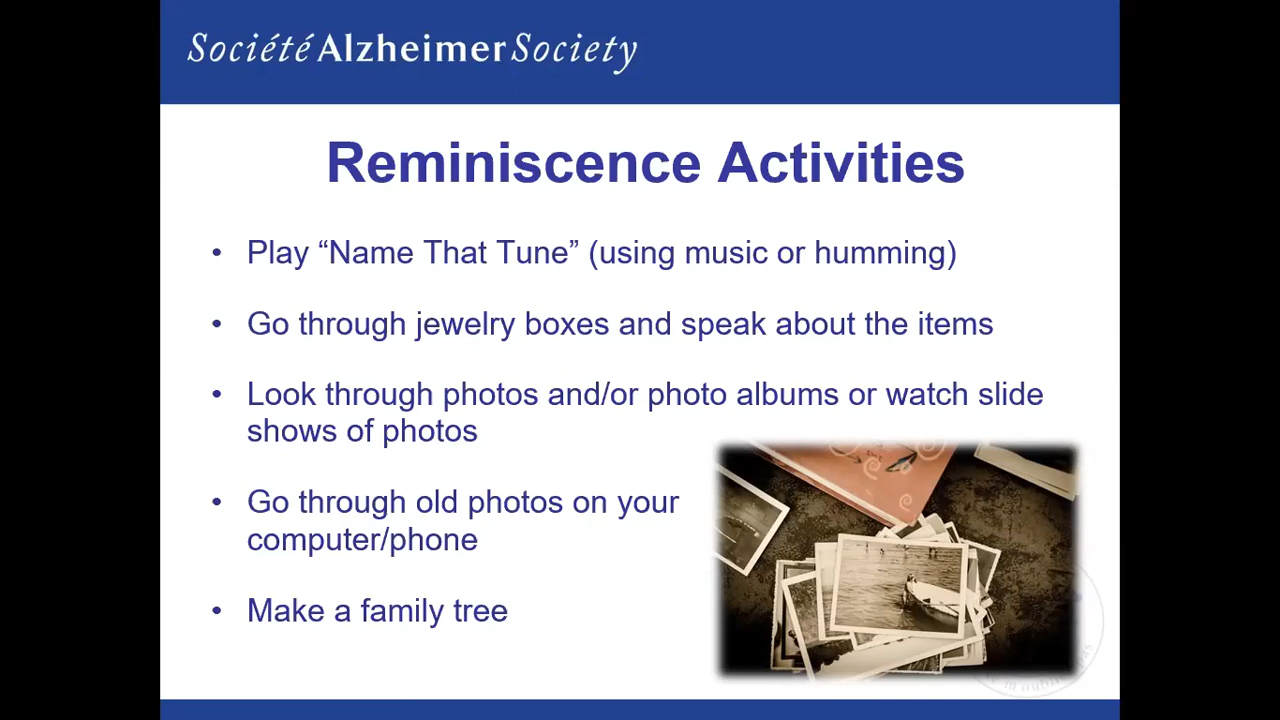 Société Alzheimer Society
Reminiscence Activities
• Play “Name That Tune” (using music or humming)
• Go through jewelry boxes and speak about the items
• Look through photos and/or photo albums or watch slide
shows of photos
• Go through old photos on your
computer/phone
• Make a family tree